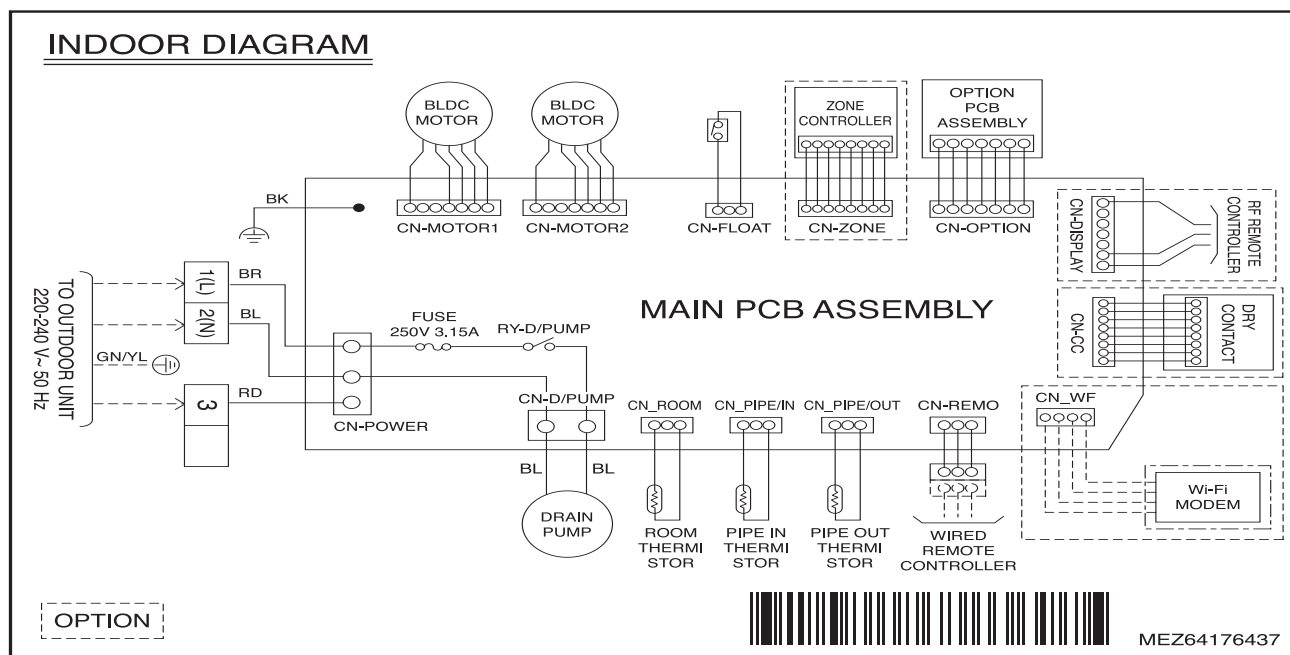 INDOOR DIAGRAM
BLDC
MOTOR
BLDC
MOTOR
ZONE
CONTROLLER
OPTION
PCB
ASSEMBLY
BK
CN-MOTOR1
CN-MOTOR2
CN-FLOAT
CN-ZONE
CN-OPTION
CN-DISPLAY
RF REMOTE
CONTROLLER
TO OUTDOOR UNIT
220-240 V~ 50 Hz
1(L)
BR
2(N)
BL
GN/YL
3
RD
FUSE
250V 3.15A
RY-D/PUMP
MAIN PCB ASSEMBLY
CN-CC
DRY
CONTACT
CN-POWER
CN-D/PUMP
CN_ROOM
CN_PIPE/IN
CN_PIPE/OUT
CN-REMO
CN_WF
BL
BL
DRAIN
PUMP
ROOM
THERMI
STOR
PIPE IN
THERMI
STOR
PIPE OUT
THERMI
STOR
WIRED
REMOTE
CONTROLLER
Wi-Fi
MODEM
OPTION
MEZ64176437